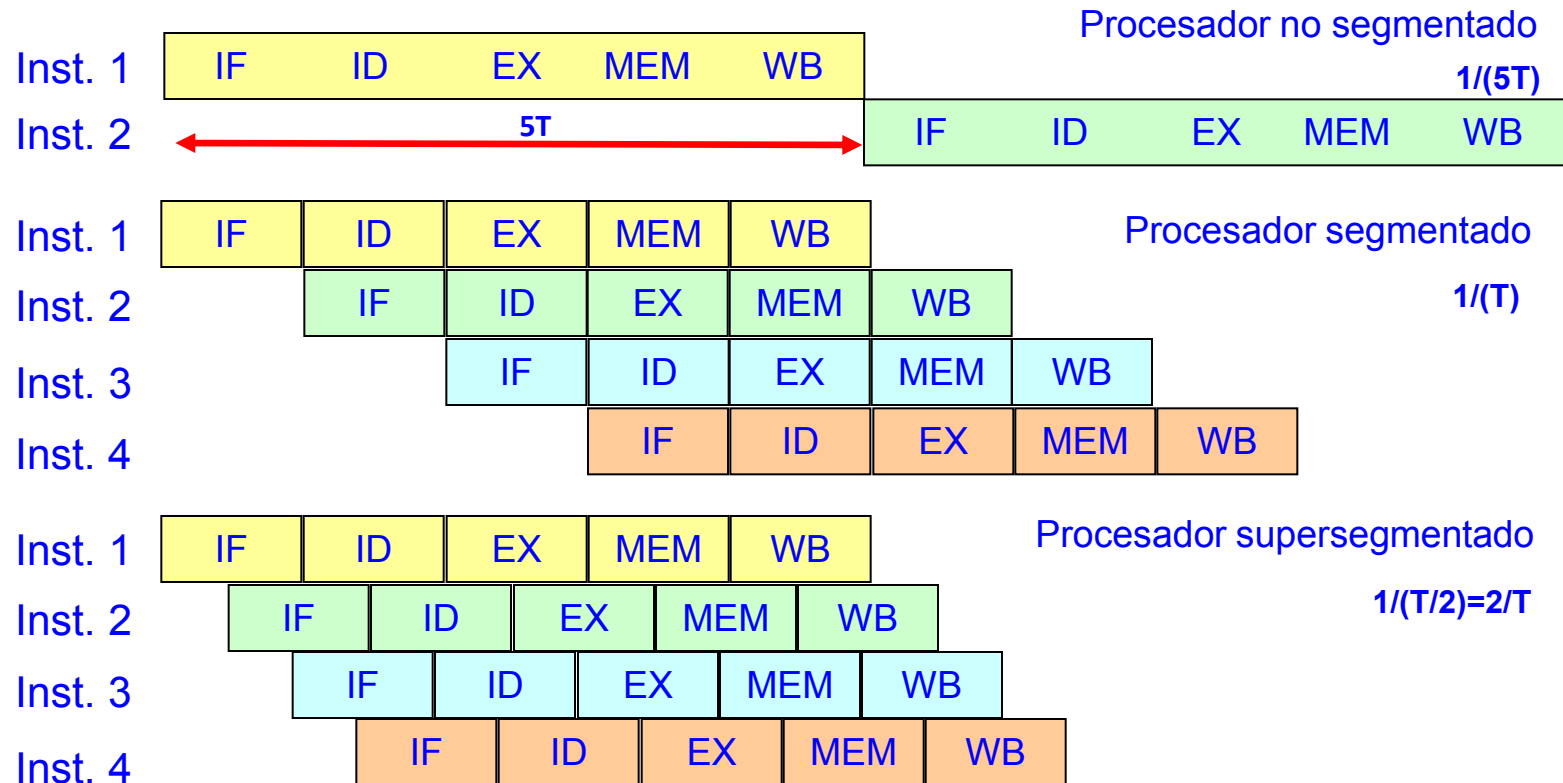 Procesador no segmentado
Inst. 1 IF ID EX MEM WB 1/(5T)
Inst. 2 5T IF ID EX MEM WB
Inst. 1 IF ID EX MEM WB Procesador segmentado
Inst. 2 IF ID EX MEM WB 1/(T)
Inst. 3 IF ID EX MEM WB
Inst. 4 IF ID EX MEM WB
Inst. 1 IF ID EX MEM WB Procesador supersegmentado
Inst. 2 IF ID EX MEM WB 1/(T/2)=2/T
Inst. 3 IF ID EX MEM WB
Inst. 4 IF ID EX MEM WB